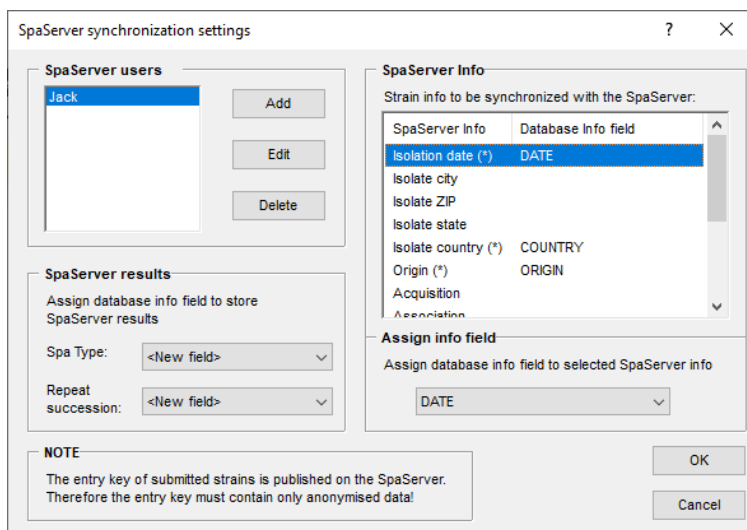 SpaServer synchronization settings
?
SpaServer users
Jack
Add
Edit
Delete
SpaServer results
Assign database info field to store
SpaServer results
Spa Type:
<New field>
Repeat
succession:
<New field>
SpaServer Info
Strain info to be synchronized with the SpaServer:
SpaServer Info Database Info field
Isolation date (*) DATE
Isolate city
Isolate ZIP
Isolate state
Isolate country (*) COUNTRY
Origin (*) ORIGIN
Acquisition
Association
Assign info field
Assign database info field to selected SpaServer info
DATE
NOTE
The entry key of submitted strains is published on the SpaServer.
Therefore the entry key must contain only anonymised data!
OK
Cancel